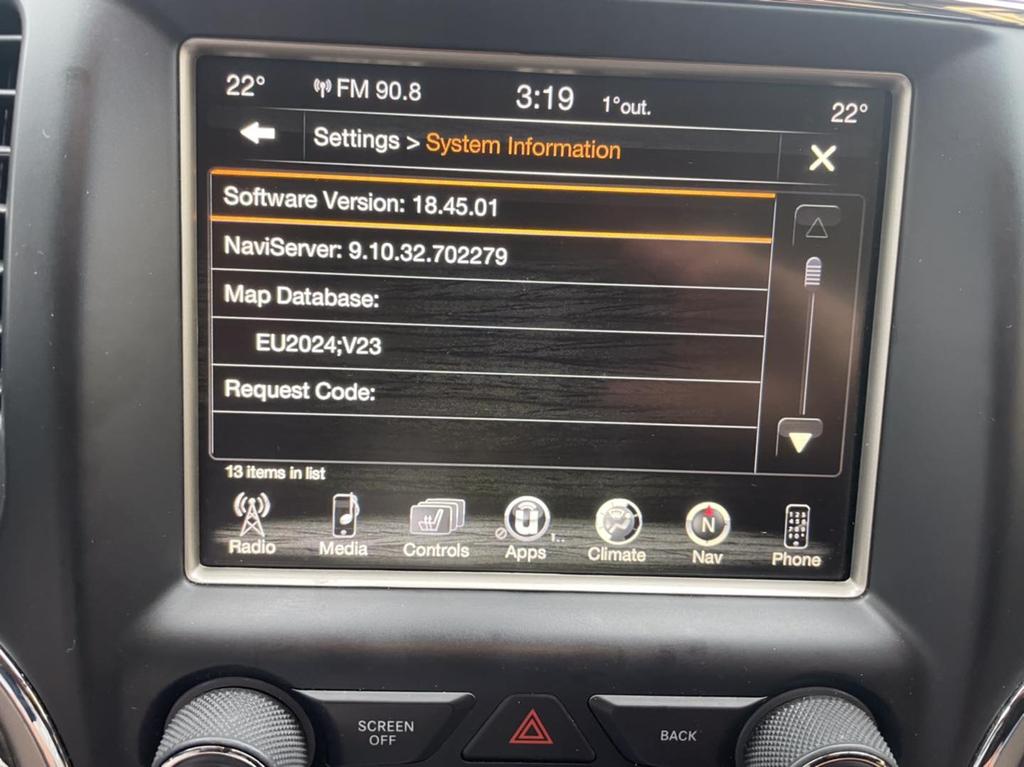 22° FM 90.8 3:19 1°out. 22°
Settings > System Information
Software Version: 18.45.01
NaviServer: 9.10.32.702279
Map Database:
EU2024;V23
Request Code:
13 items in list
Radio Media Controls Apps Climate Nav Phone
N
SCREEN
OFF
BACK